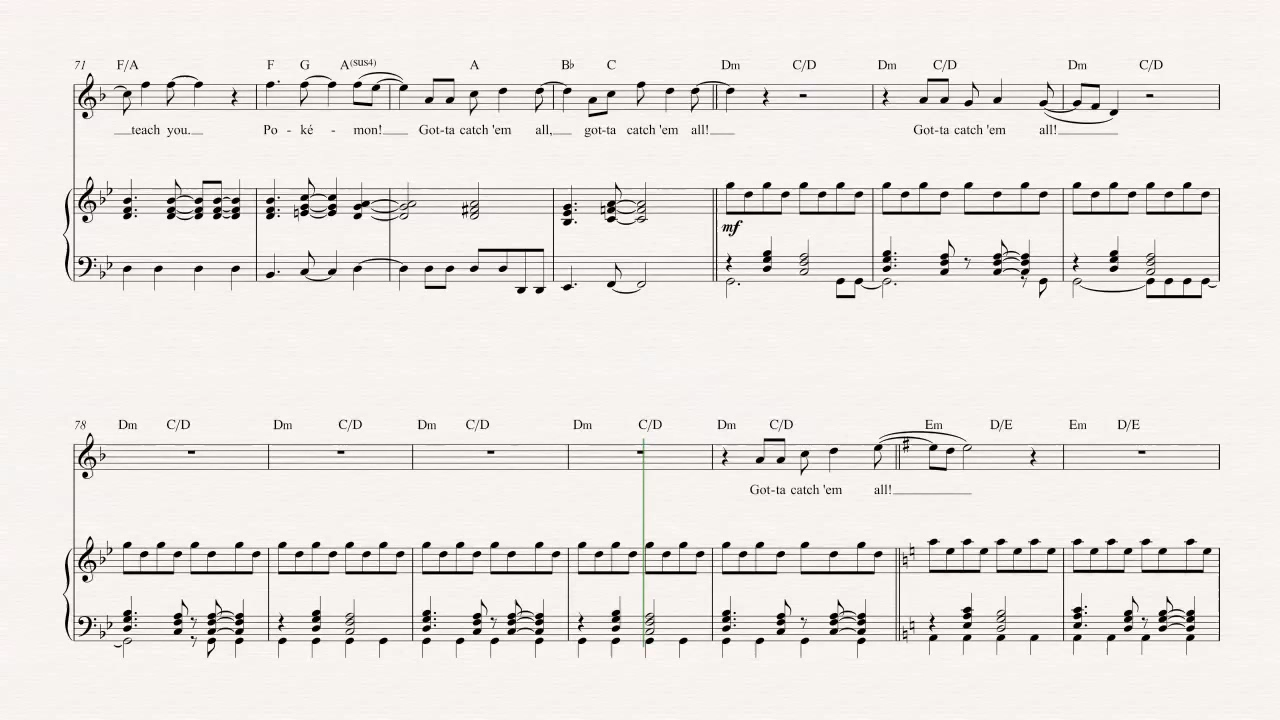 71 F/A F G A(sus4) A B♭ C Dm C/D Dm C/D Dm C/D
teach you. Po - ké - mon! Got-ta catch 'em all, got-ta catch 'em all! Got-ta catch 'em all!
mf
78 Dm C/D Dm C/D Dm C/D Dm C/D Dm C/D Em D/E Em D/E
Got-ta catch 'em all!